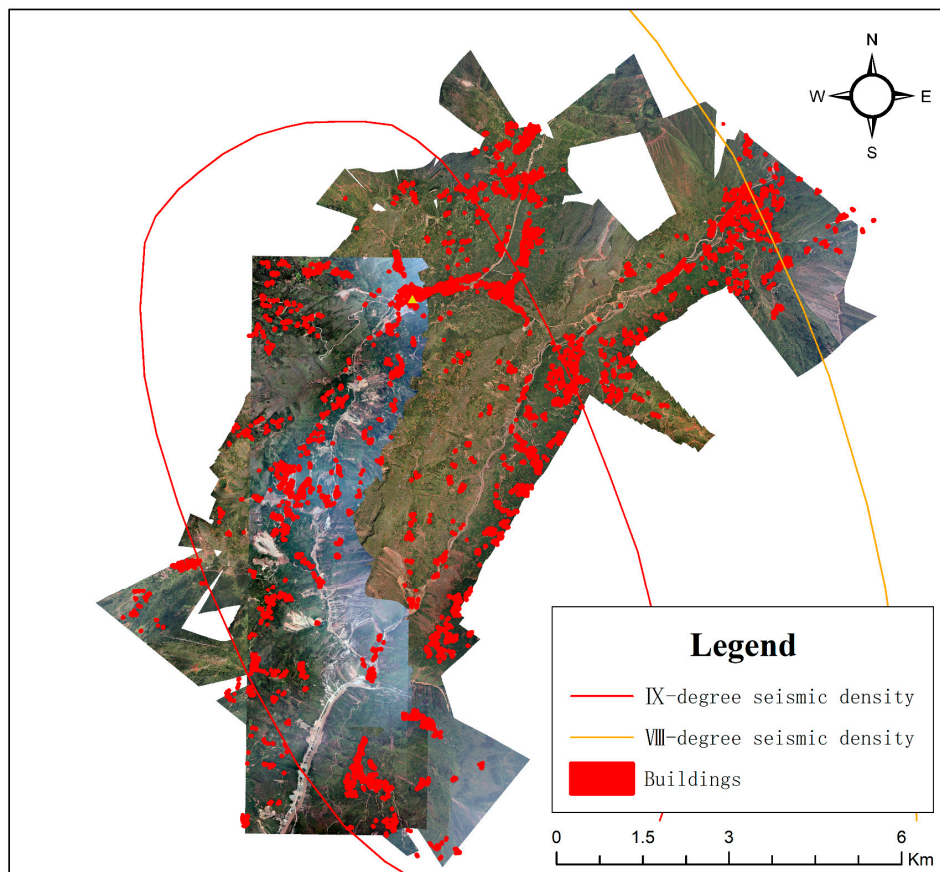 N
W E
S
Legend
Ⅸ-degree seismic density
Ⅷ-degree seismic density
Buildings
0 1.5 3 6
Km